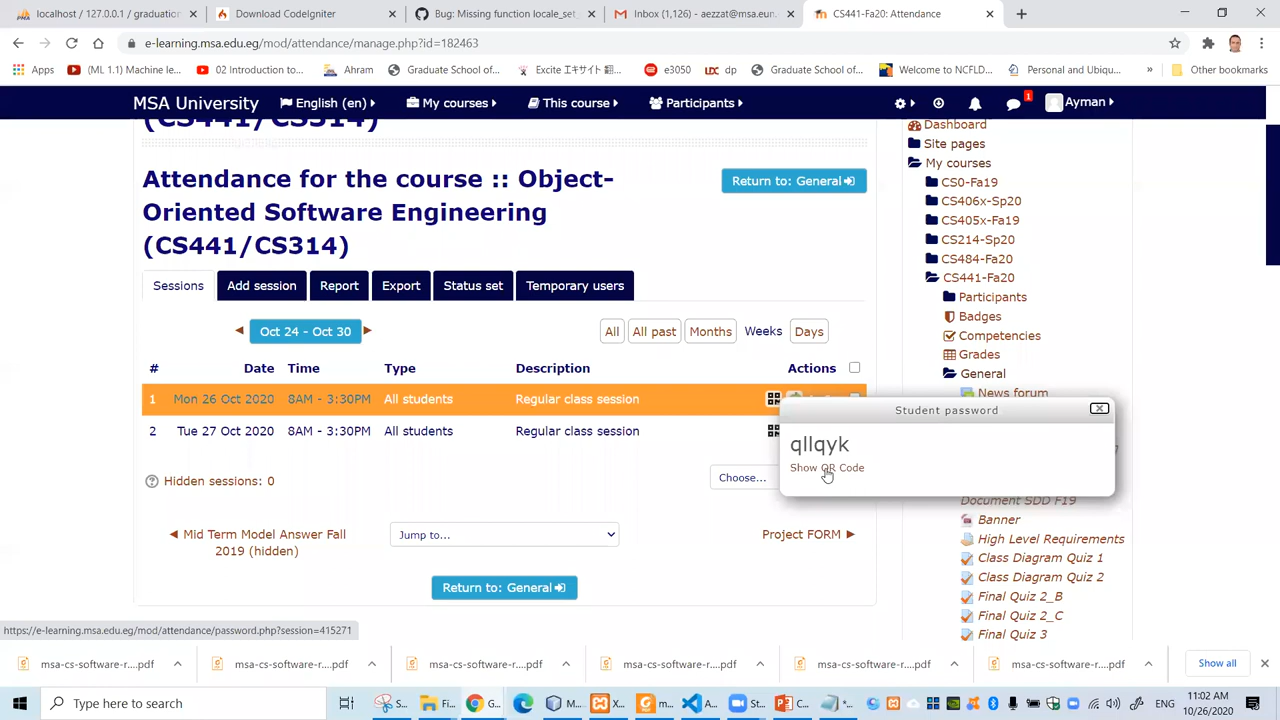 localhost / 127.0.0.1 / graduation
Download CodeIgniter
Bug: Missing function locale_set_
Inbox (1,126) - aezzat@msa.eun.
CS441-Fa20: Attendance
e-learning.msa.edu.eg/mod/attendance/manage.php?id=182463
Apps
(ML 1.0.1) Machine le...
02 Introduction to...
Ahram
Graduate School of...
Excite エキサイト 翻...
e3050
dp
Graduate School of...
Welcome to NCFLD...
Personal and Ubiqu...
»
Other bookmarks
MSA University
English (en)
My courses
This course
Participants
1
Ayman
(CS441/CS314)
Attendance for the course :: Object-
Oriented Software Engineering
(CS441/CS314)
Return to: General
Sessions
Add session
Report
Export
Status set
Temporary users
Oct 24 - Oct 30
All
All past
Months
Weeks
Days
# Date Time Type Description Actions
1 Mon 26 Oct 2020 8AM - 3:30PM All students Regular class session
2 Tue 27 Oct 2020 8AM - 3:30PM All students Regular class session
Hidden sessions: 0
Choose...
Student password
qllqyk
Show QR Code
Mid Term Model Answer Fall
2019 (hidden)
Jump to...
Project FORM
Return to: General
Dashboard
Site pages
My courses
CS0-Fa19
CS406x-Sp20
CS405x-Fa19
CS214-Sp20
CS484-Fa20
CS441-Fa20
Participants
Badges
Competencies
Grades
General
News forum
Document SDD F19
Banner
High Level Requirements
Class Diagram Quiz 1
Class Diagram Quiz 2
Final Quiz 2_B
Final Quiz 2_C
Final Quiz 3
https://e-learning.msa.edu.eg/mod/attendance/password.php?session=415271
msa-cs-software-r....pdf
msa-cs-software-r....pdf
msa-cs-software-r....pdf
msa-cs-software-r....pdf
msa-cs-software-r....pdf
msa-cs-software-r....pdf
Show all
Type here to search
S...
Fi...
G...
M...
m...
A...
St...
C...
*...
ENG
11:02 AM
10/26/2020